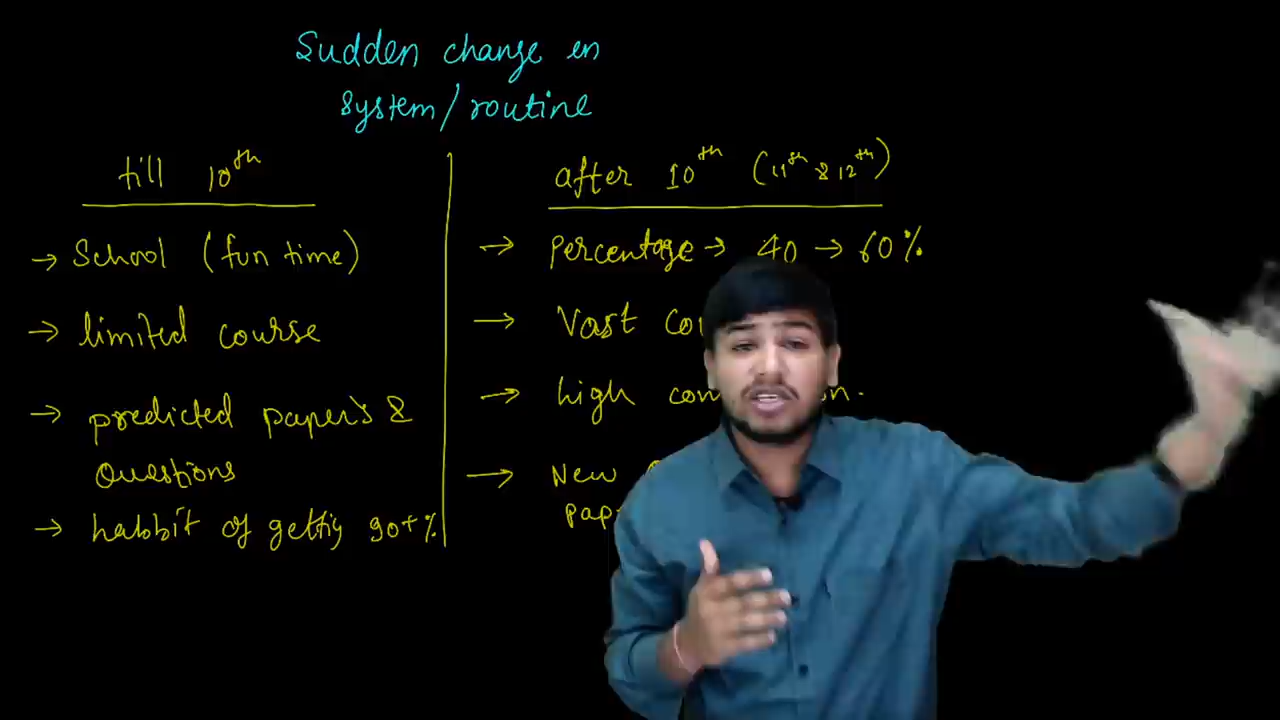 Sudden change in
system/routine
till 10th
→ School (fun time)
→ limited course
→ predicted paper's &
Questions
→ habbit of gettig 90+%
after 10th (11th & 12th)
→ Percentage → 40 → 60%
→ Vast
→ high
→ New